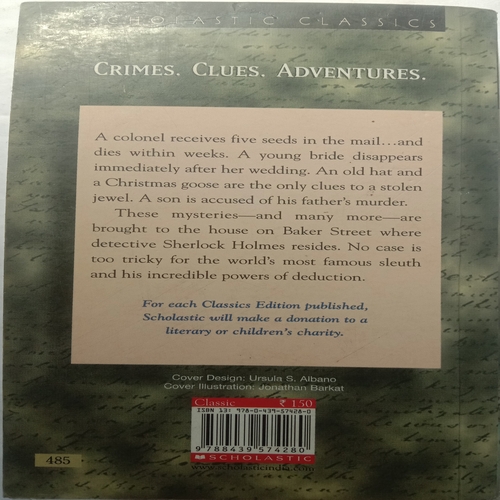 SCHOLASTIC CLASSICS
CRIMES. CLUES. ADVENTURES.
A colonel receives five seeds in the mail...and
dies within weeks. A young bride disappears
immediately after her wedding. An old hat and
a Christmas goose are the only clues to a stolen
jewel. A son is accused of his father's murder.
These mysteries—and many more—are
brought to the house on Baker Street where
detective Sherlock Holmes resides. No case is
too tricky for the world's most famous sleuth
and his incredible powers of deduction.
For each Classics Edition published,
Scholastic will make a donation to a
literary or children's charity.
Cover Design: Ursula S. Albano
Cover Illustration: Jonathan Barkat
Classic ₹ 150
ISBN 13: 978-0-439-57428-0
9 788439 574280
SCHOLASTIC
www.scholasticindia.com
485